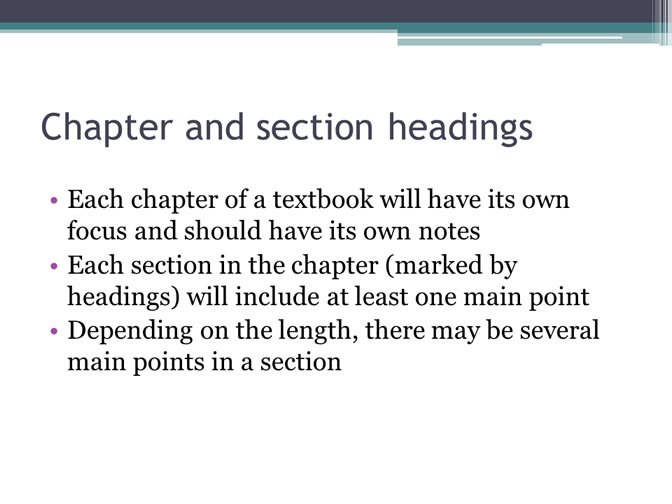 Chapter and section headings
• Each chapter of a textbook will have its own
focus and should have its own notes
• Each section in the chapter (marked by
headings) will include at least one main point
• Depending on the length, there may be several
main points in a section